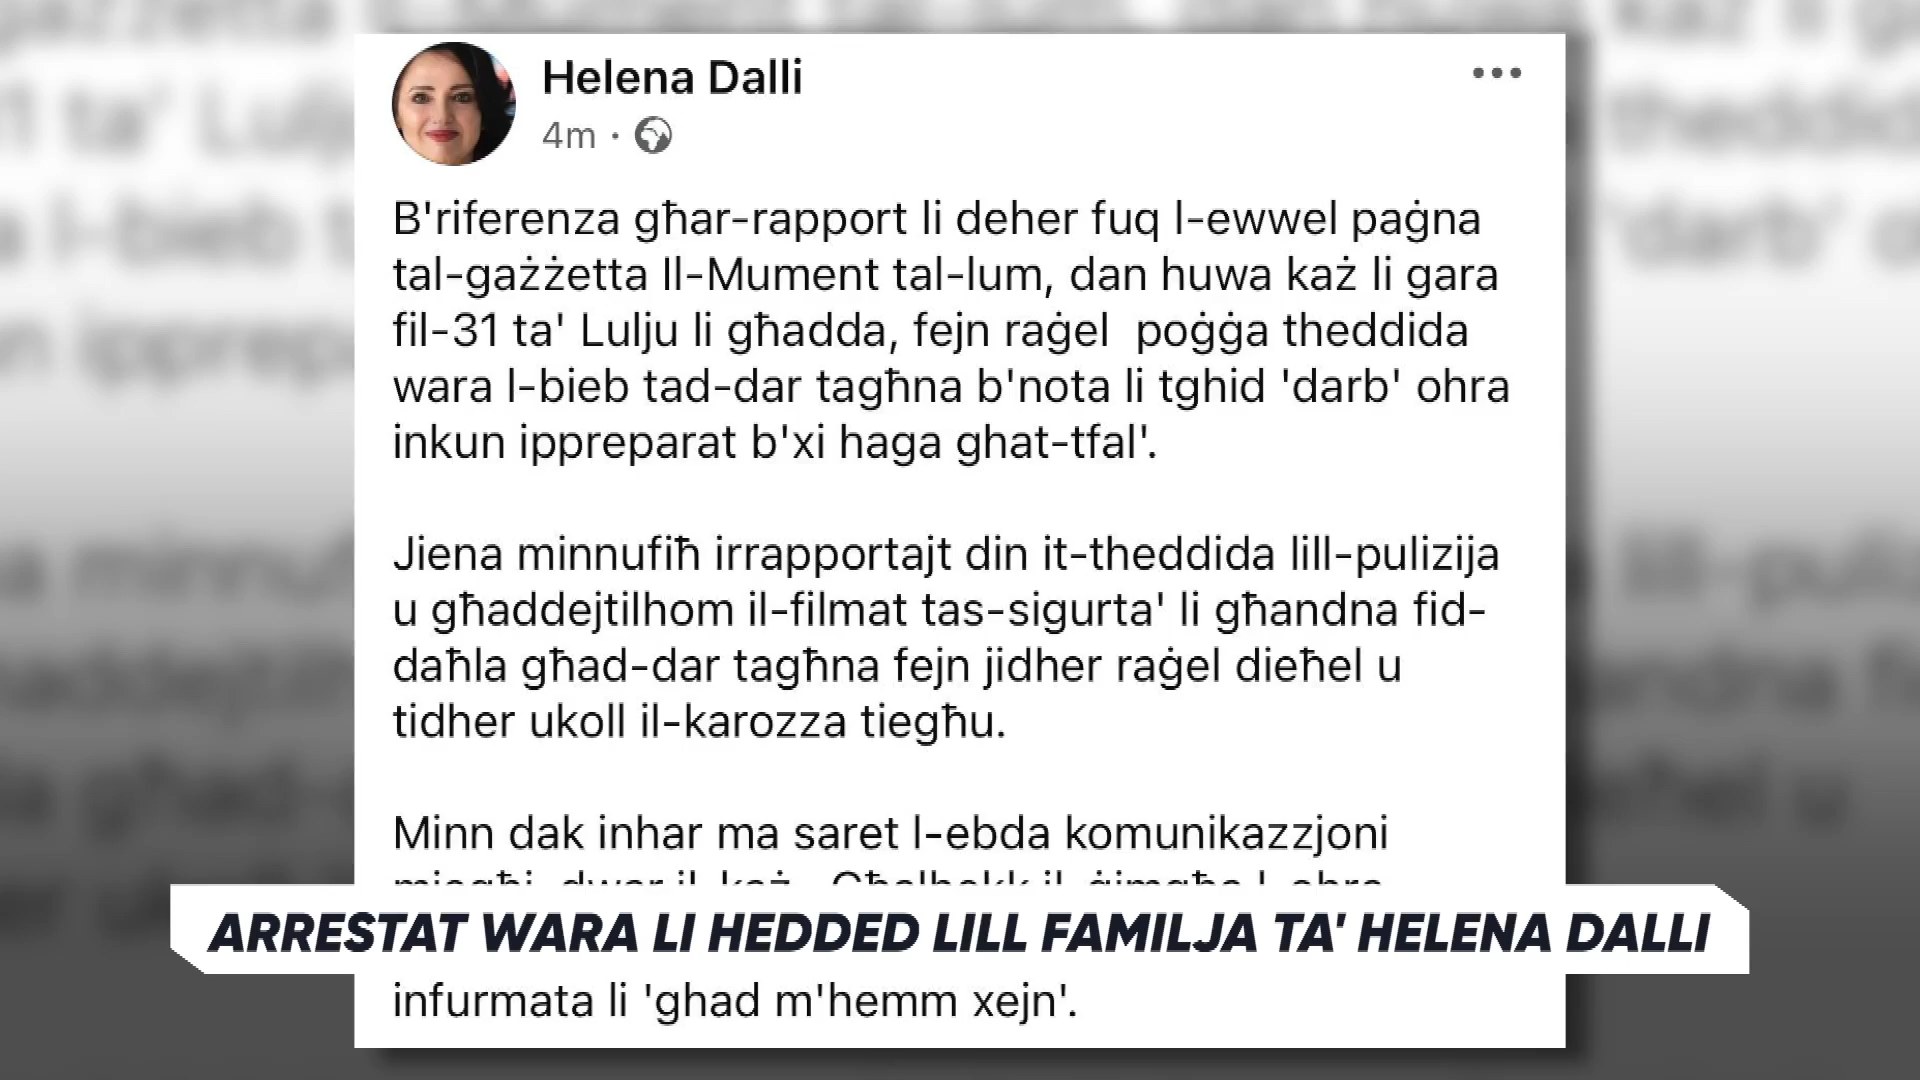 Helena Dalli
4m ·
B'riferenza għar-rapport li deher fuq l-ewwel paġna
tal-gażżetta Il-Mument tal-lum, dan huwa każ li gara
fil-31 ta' Lulju li għadda, fejn raġel  poġġa theddida
wara l-bieb tad-dar tagħna b'nota li tghid 'darb' ohra
inkun ippreparat b'xi haga ghat-tfal'.
Jiena minnufiħ irrapportajt din it-theddida lill-pulizija
u għaddejtilhom il-filmat tas-sigurta' li għandna fid-
daħla għad-dar tagħna fejn jidher raġel dieħel u
tidher ukoll il-karozza tiegħu.
Minn dak inhar ma saret l-ebda komunikazzjoni
ARRESTAT WARA LI HEDDED LILL FAMILJA TA' HELENA DALLI
infurmata li 'ghad m'hemm xejn'.